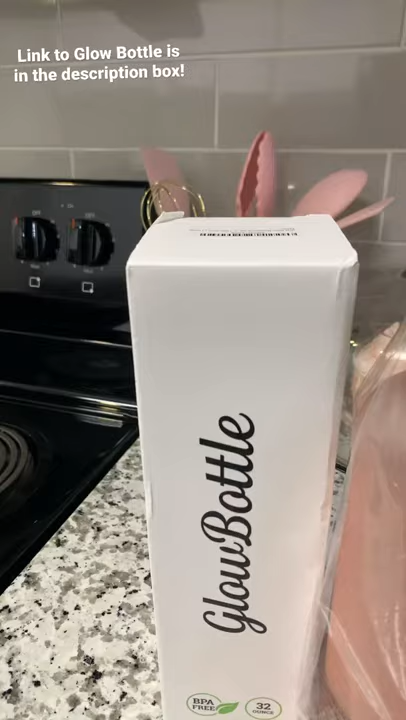 Link to Glow Bottle is
in the description box!
GlowBottle
BPA
FREE
32
OUNCE